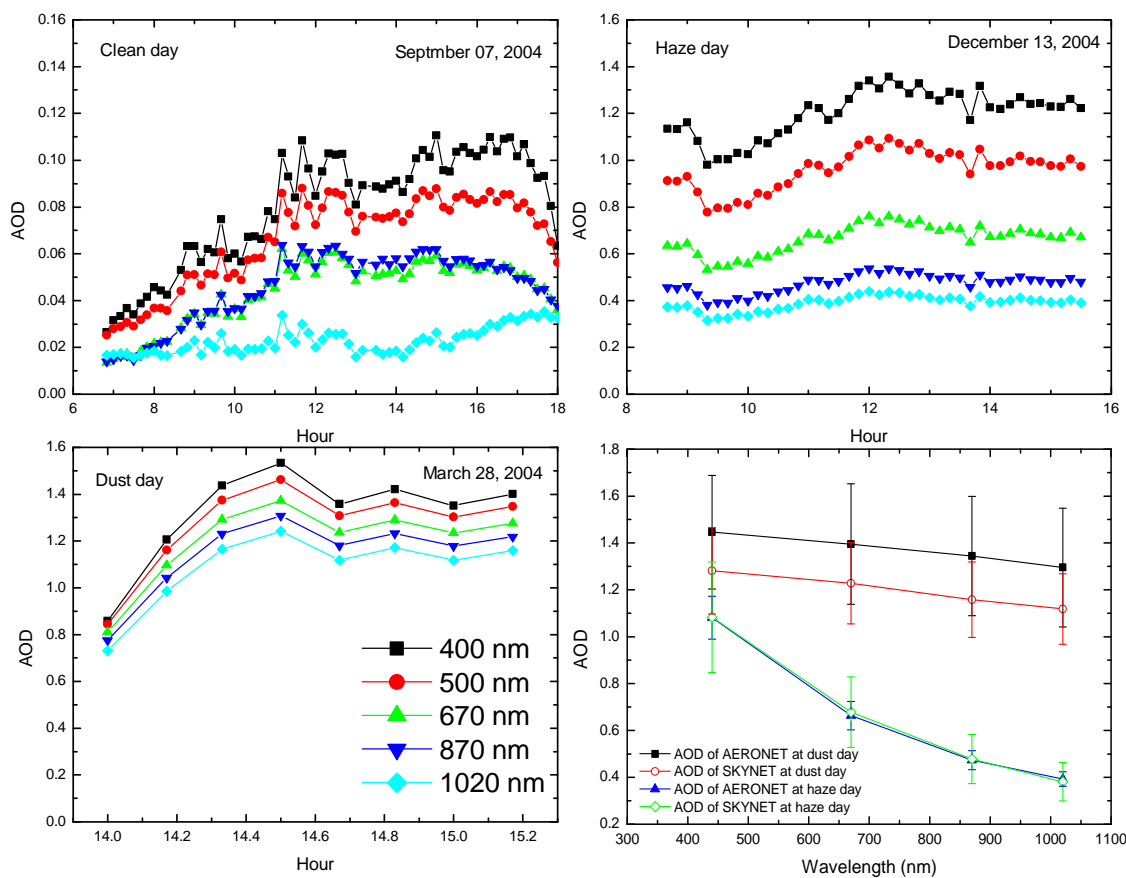 Clean day
Septmber 07, 2004
0.16
0.14
0.12
0.10
0.08
0.06
0.04
0.02
0.00
AOD
6 8 10 12 14 16 18
Hour
Haze day
December 13, 2004
1.6
1.4
1.2
1.0
0.8
0.6
0.4
0.2
0.0
AOD
8 10 12 14 16
Hour
Dust day
March 28, 2004
1.6
1.4
1.2
1.0
0.8
0.6
0.4
0.2
0.0
AOD
400 nm
500 nm
670 nm
870 nm
1020 nm
14.0 14.2 14.4 14.6 14.8 15.0 15.2
Hour
1.8
1.6
1.4
1.2
1.0
0.8
0.6
0.4
0.2
AOD
AOD of AERONET at dust day
AOD of SKYNET at dust day
AOD of AERONET at haze day
AOD of SKYNET at haze day
300 400 500 600 700 800 900 1000 1100
Wavelength (nm)